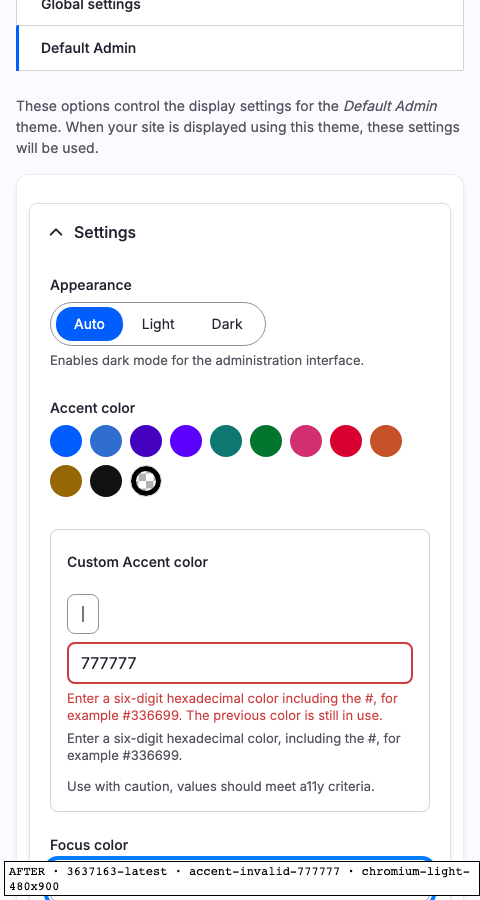 Global settings
Default Admin
These options control the display settings for the Default Admin
theme. When your site is displayed using this theme, these settings
will be used.
Settings
Appearance
Auto
Light
Dark
Enables dark mode for the administration interface.
Accent color
Custom Accent color
777777
Enter a six-digit hexadecimal color including the #, for
example #336699. The previous color is still in use.
Enter a six-digit hexadecimal color, including the #, for
example #336699.
Use with caution, values should meet a11y criteria.
Focus color
AFTER · 3637163-latest · accent-invalid-777777 · chromium-light-
480x900